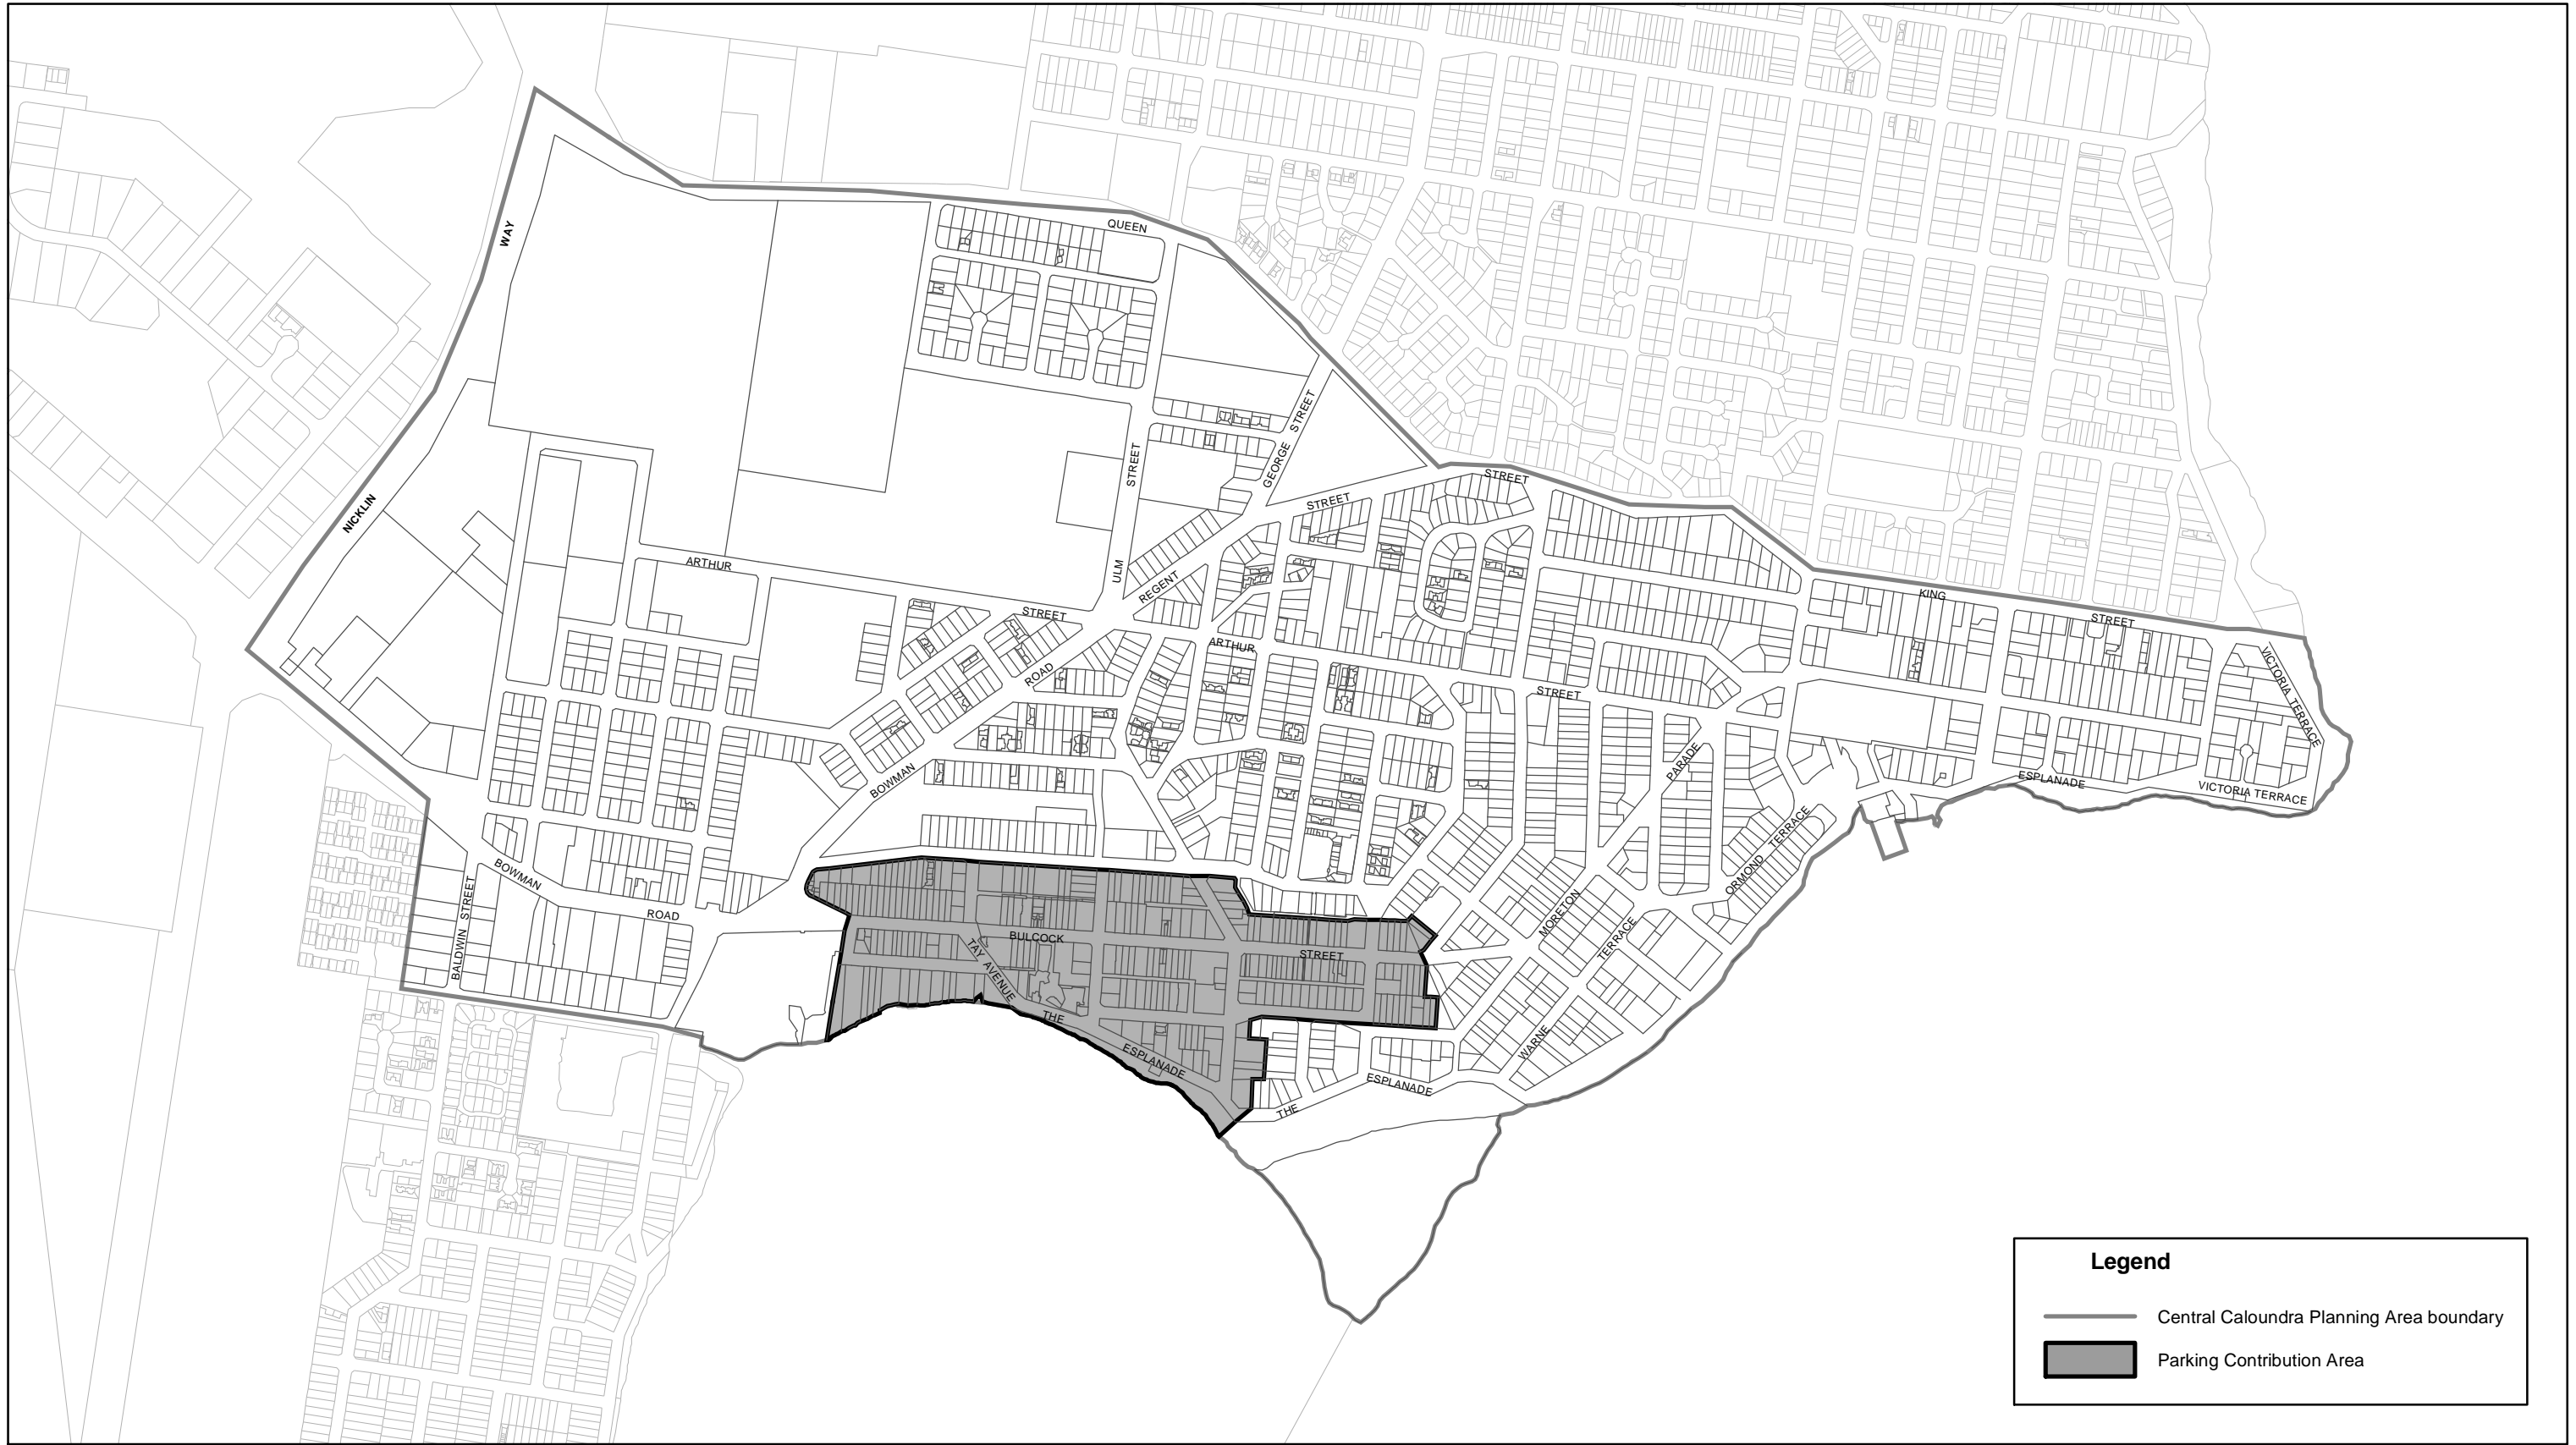 QUEEN
WAY
GEORGE STREET
STREET
STREET
STREET
NICKLIN
ARTHUR
ULM
REGENT
STREET
KING
STREET
ARTHUR
ROAD
STREET
VICTORIA TERRACE
PARADE
BOWMAN
ESPLANADE
VICTORIA TERRACE
ORMOND TERRACE
BOWMAN
BALDWIN STREET
ROAD
MORETON
TERRACE
BULCOCK
STREET
TAY AVENUE
THE
ESPLANADE
WARNE
ESPLANADE
THE
Legend
Central Caloundra Planning Area boundary
Parking Contribution Area